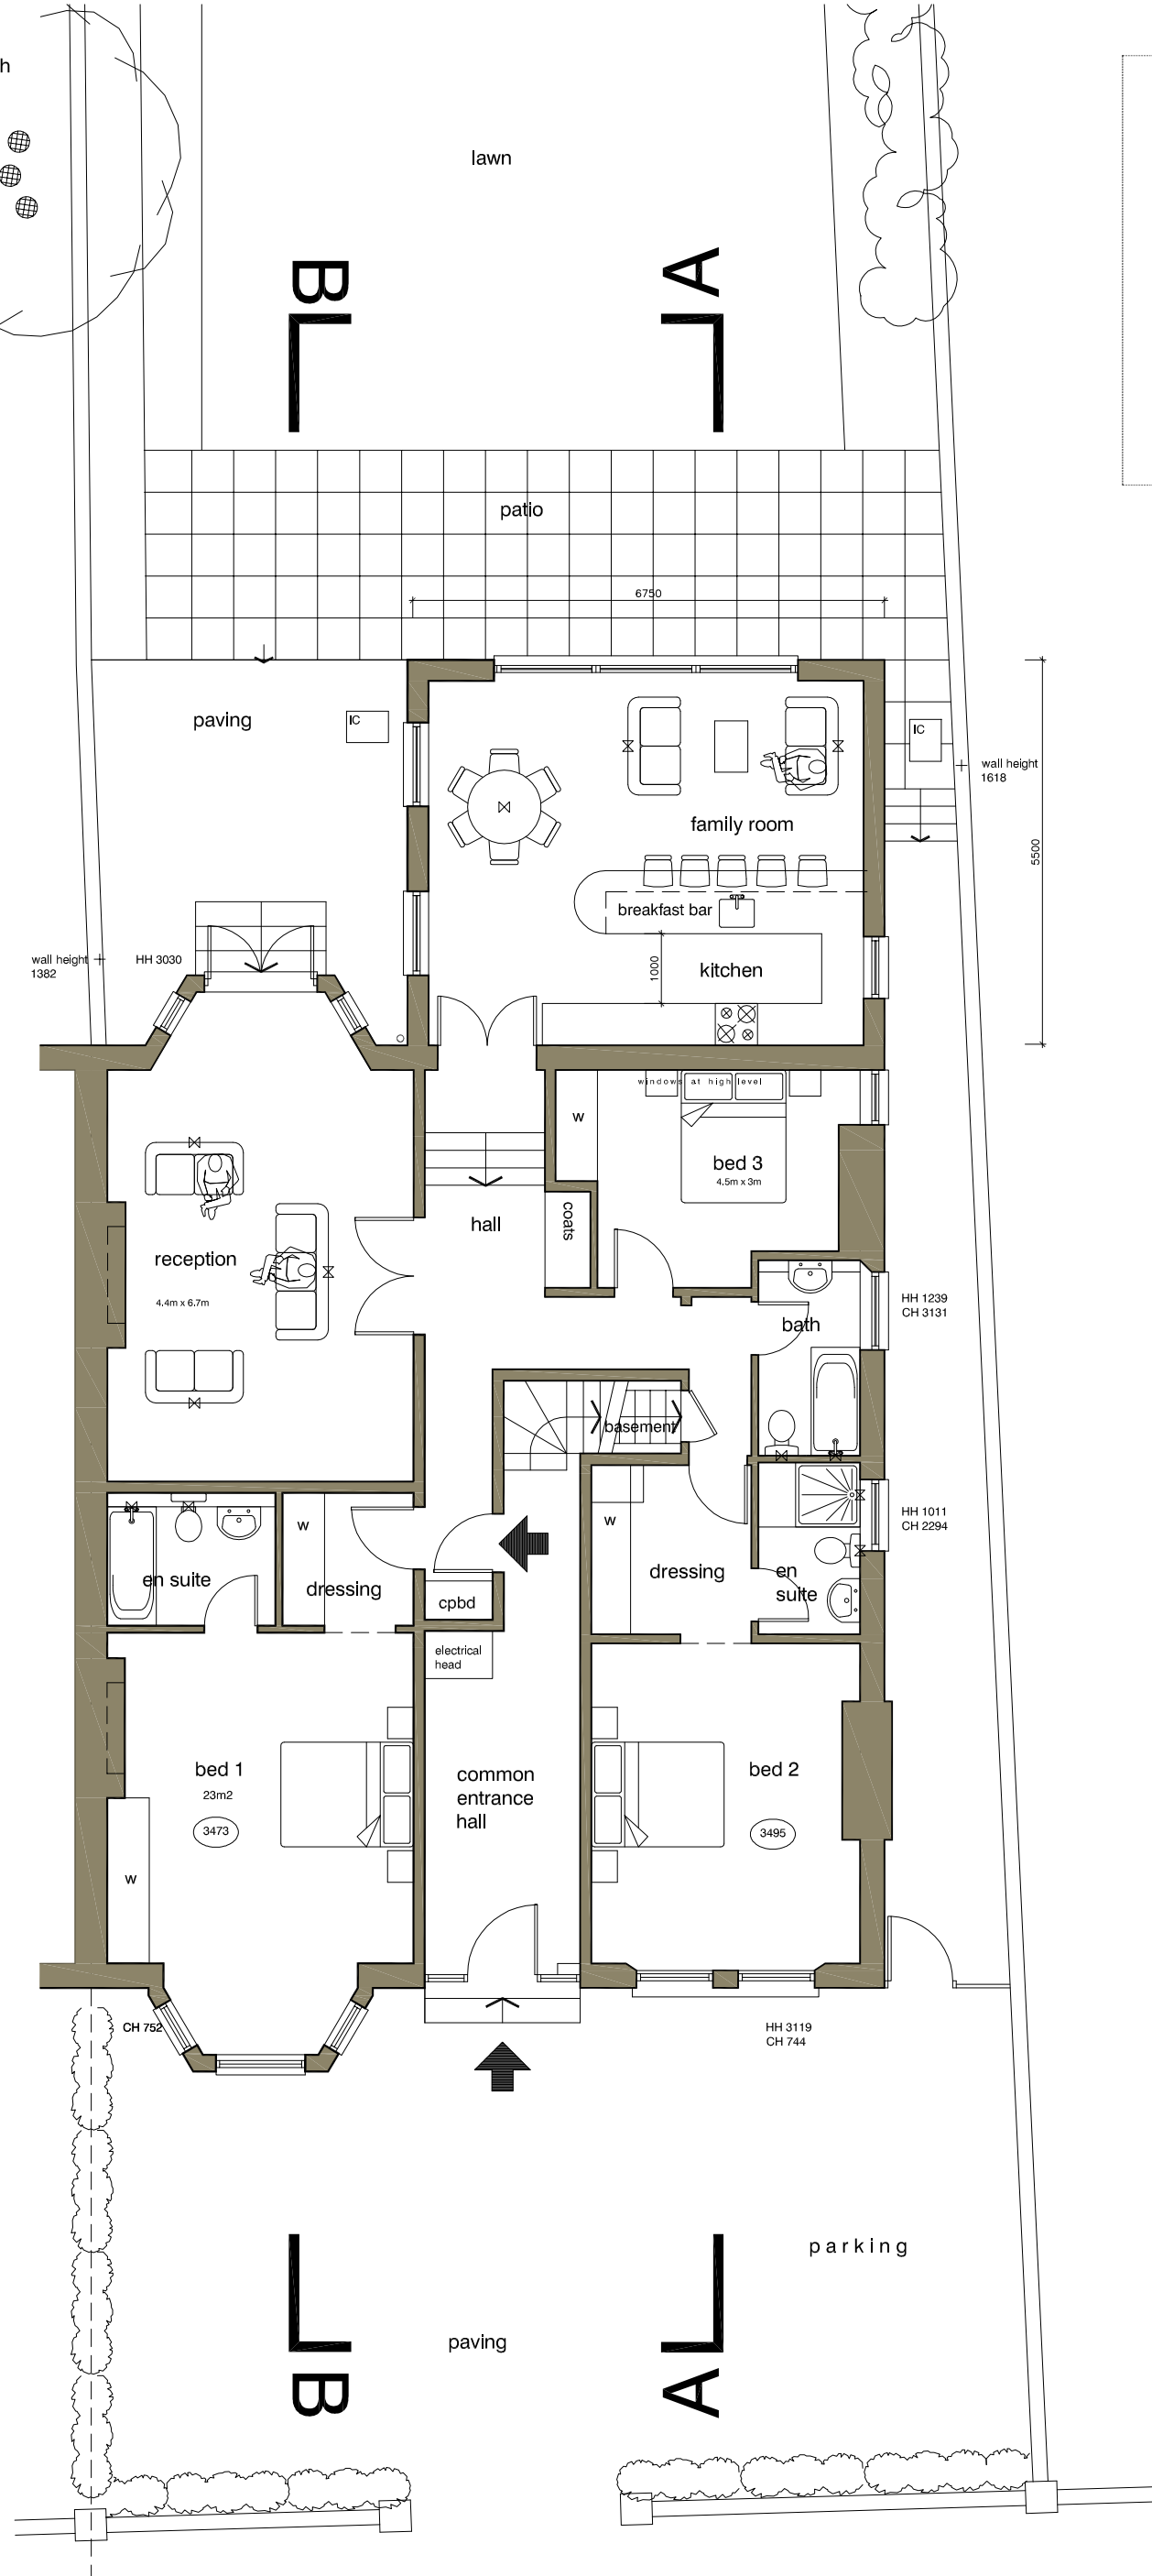 h
lawn
B
A
patio
6750
paving
IC
IC
wall height
1618
family room
5500
breakfast bar
wall height
1382
HH 3030
1000
kitchen
windows at high level
w
bed 3
4.5m x 3m
coats
hall
reception
4.4m x 6.7m
HH 1239
CH 3131
bath
basement
HH 1011
CH 2294
w
w
en suite
dressing
dressing
en
suite
cpbd
electrical
head
bed 1
23m2
3473
common
entrance
hall
bed 2
3495
w
CH 752
HH 3119
CH 744
parking
paving
B
A